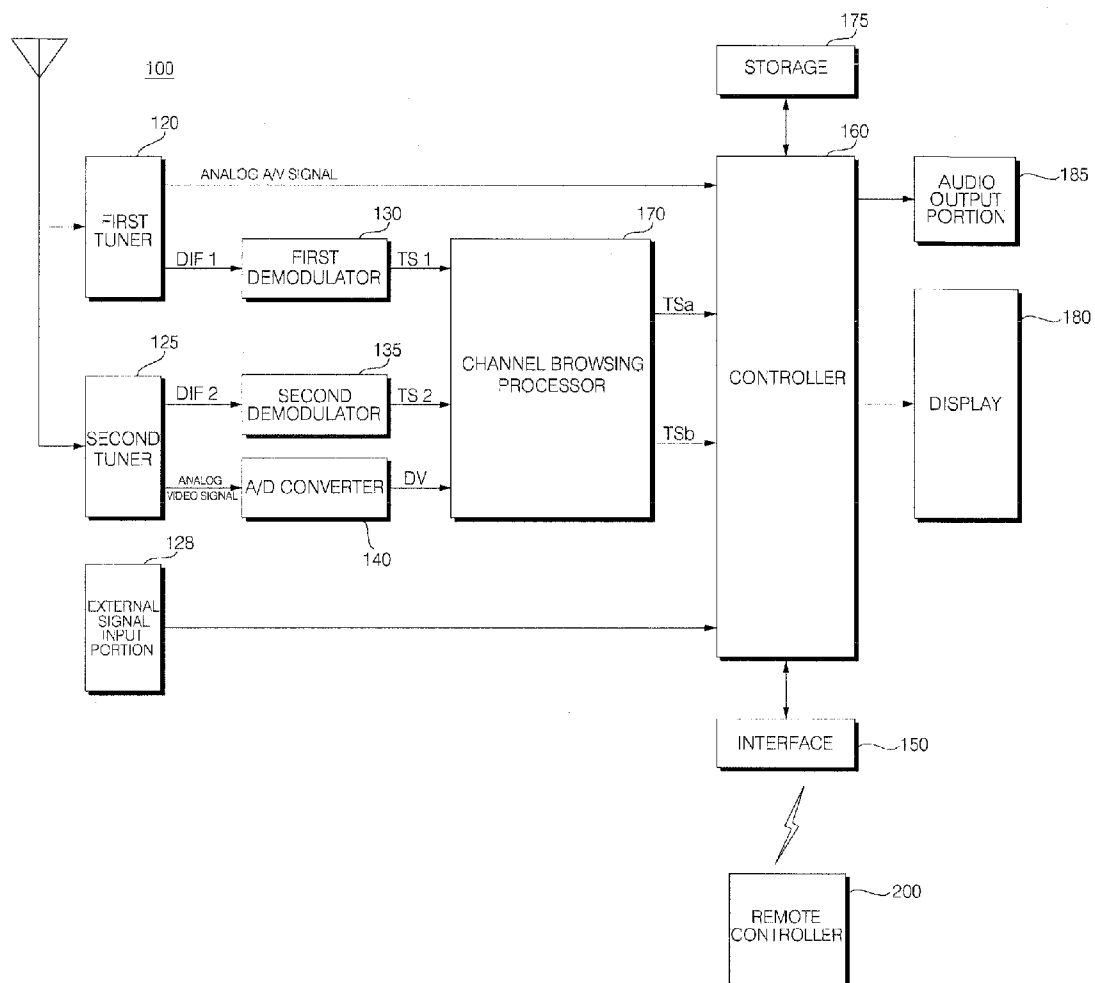 175
STORAGE
100
120
160
ANALOG A/V SIGNAL
FIRST
TUNER
130
170
AUDIO
OUTPUT
PORTION
185
DIF 1
FIRST
DEMODULATOR
TS 1
TSa
180
125
135
CHANNEL BROWSING
PROCESSOR
CONTROLLER
DIF 2
SECOND
DEMODULATOR
TS 2
DISPLAY
SECOND
TUNER
TSb
ANALOG
VIDEO SIGNAL
A/D CONVERTER
DV
128
140
EXTERNAL
SIGNAL
INPUT
PORTION
INTERFACE
150
200
REMOTE
CONTROLLER